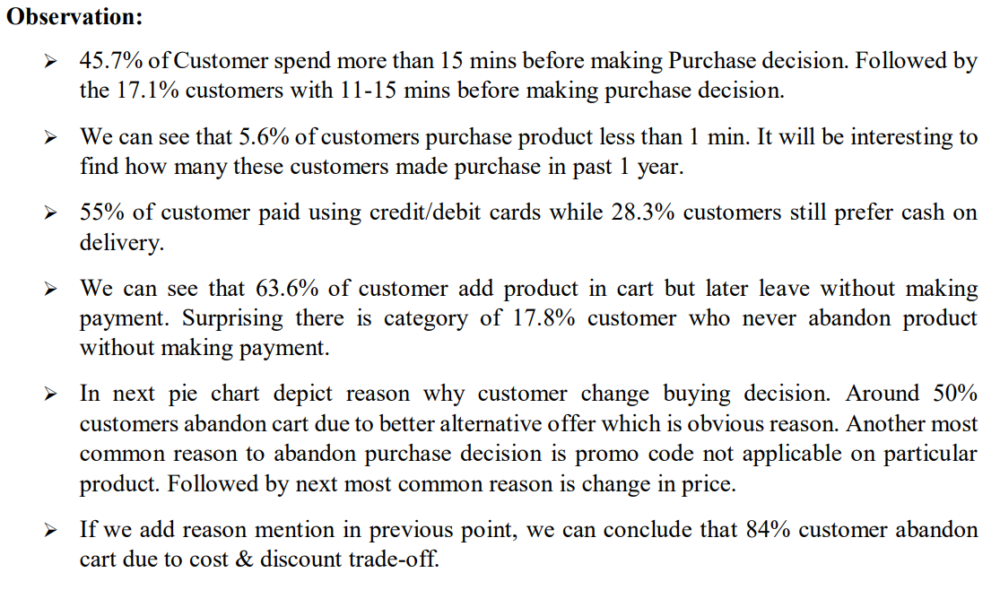 Observation:
➢ 45.7% of Customer spend more than 15 mins before making Purchase decision. Followed by
the 17.1% customers with 11-15 mins before making purchase decision.
➢ We can see that 5.6% of customers purchase product less than 1 min. It will be interesting to
find how many these customers made purchase in past 1 year.
➢ 55% of customer paid using credit/debit cards while 28.3% customers still prefer cash on
delivery.
➢ We can see that 63.6% of customer add product in cart but later leave without making
payment. Surprising there is category of 17.8% customer who never abandon product
without making payment.
➢ In next pie chart depict reason why customer change buying decision. Around 50%
customers abandon cart due to better alternative offer which is obvious reason. Another most
common reason to abandon purchase decision is promo code not applicable on particular
product. Followed by next most common reason is change in price.
➢ If we add reason mention in previous point, we can conclude that 84% customer abandon
cart due to cost & discount trade-off.